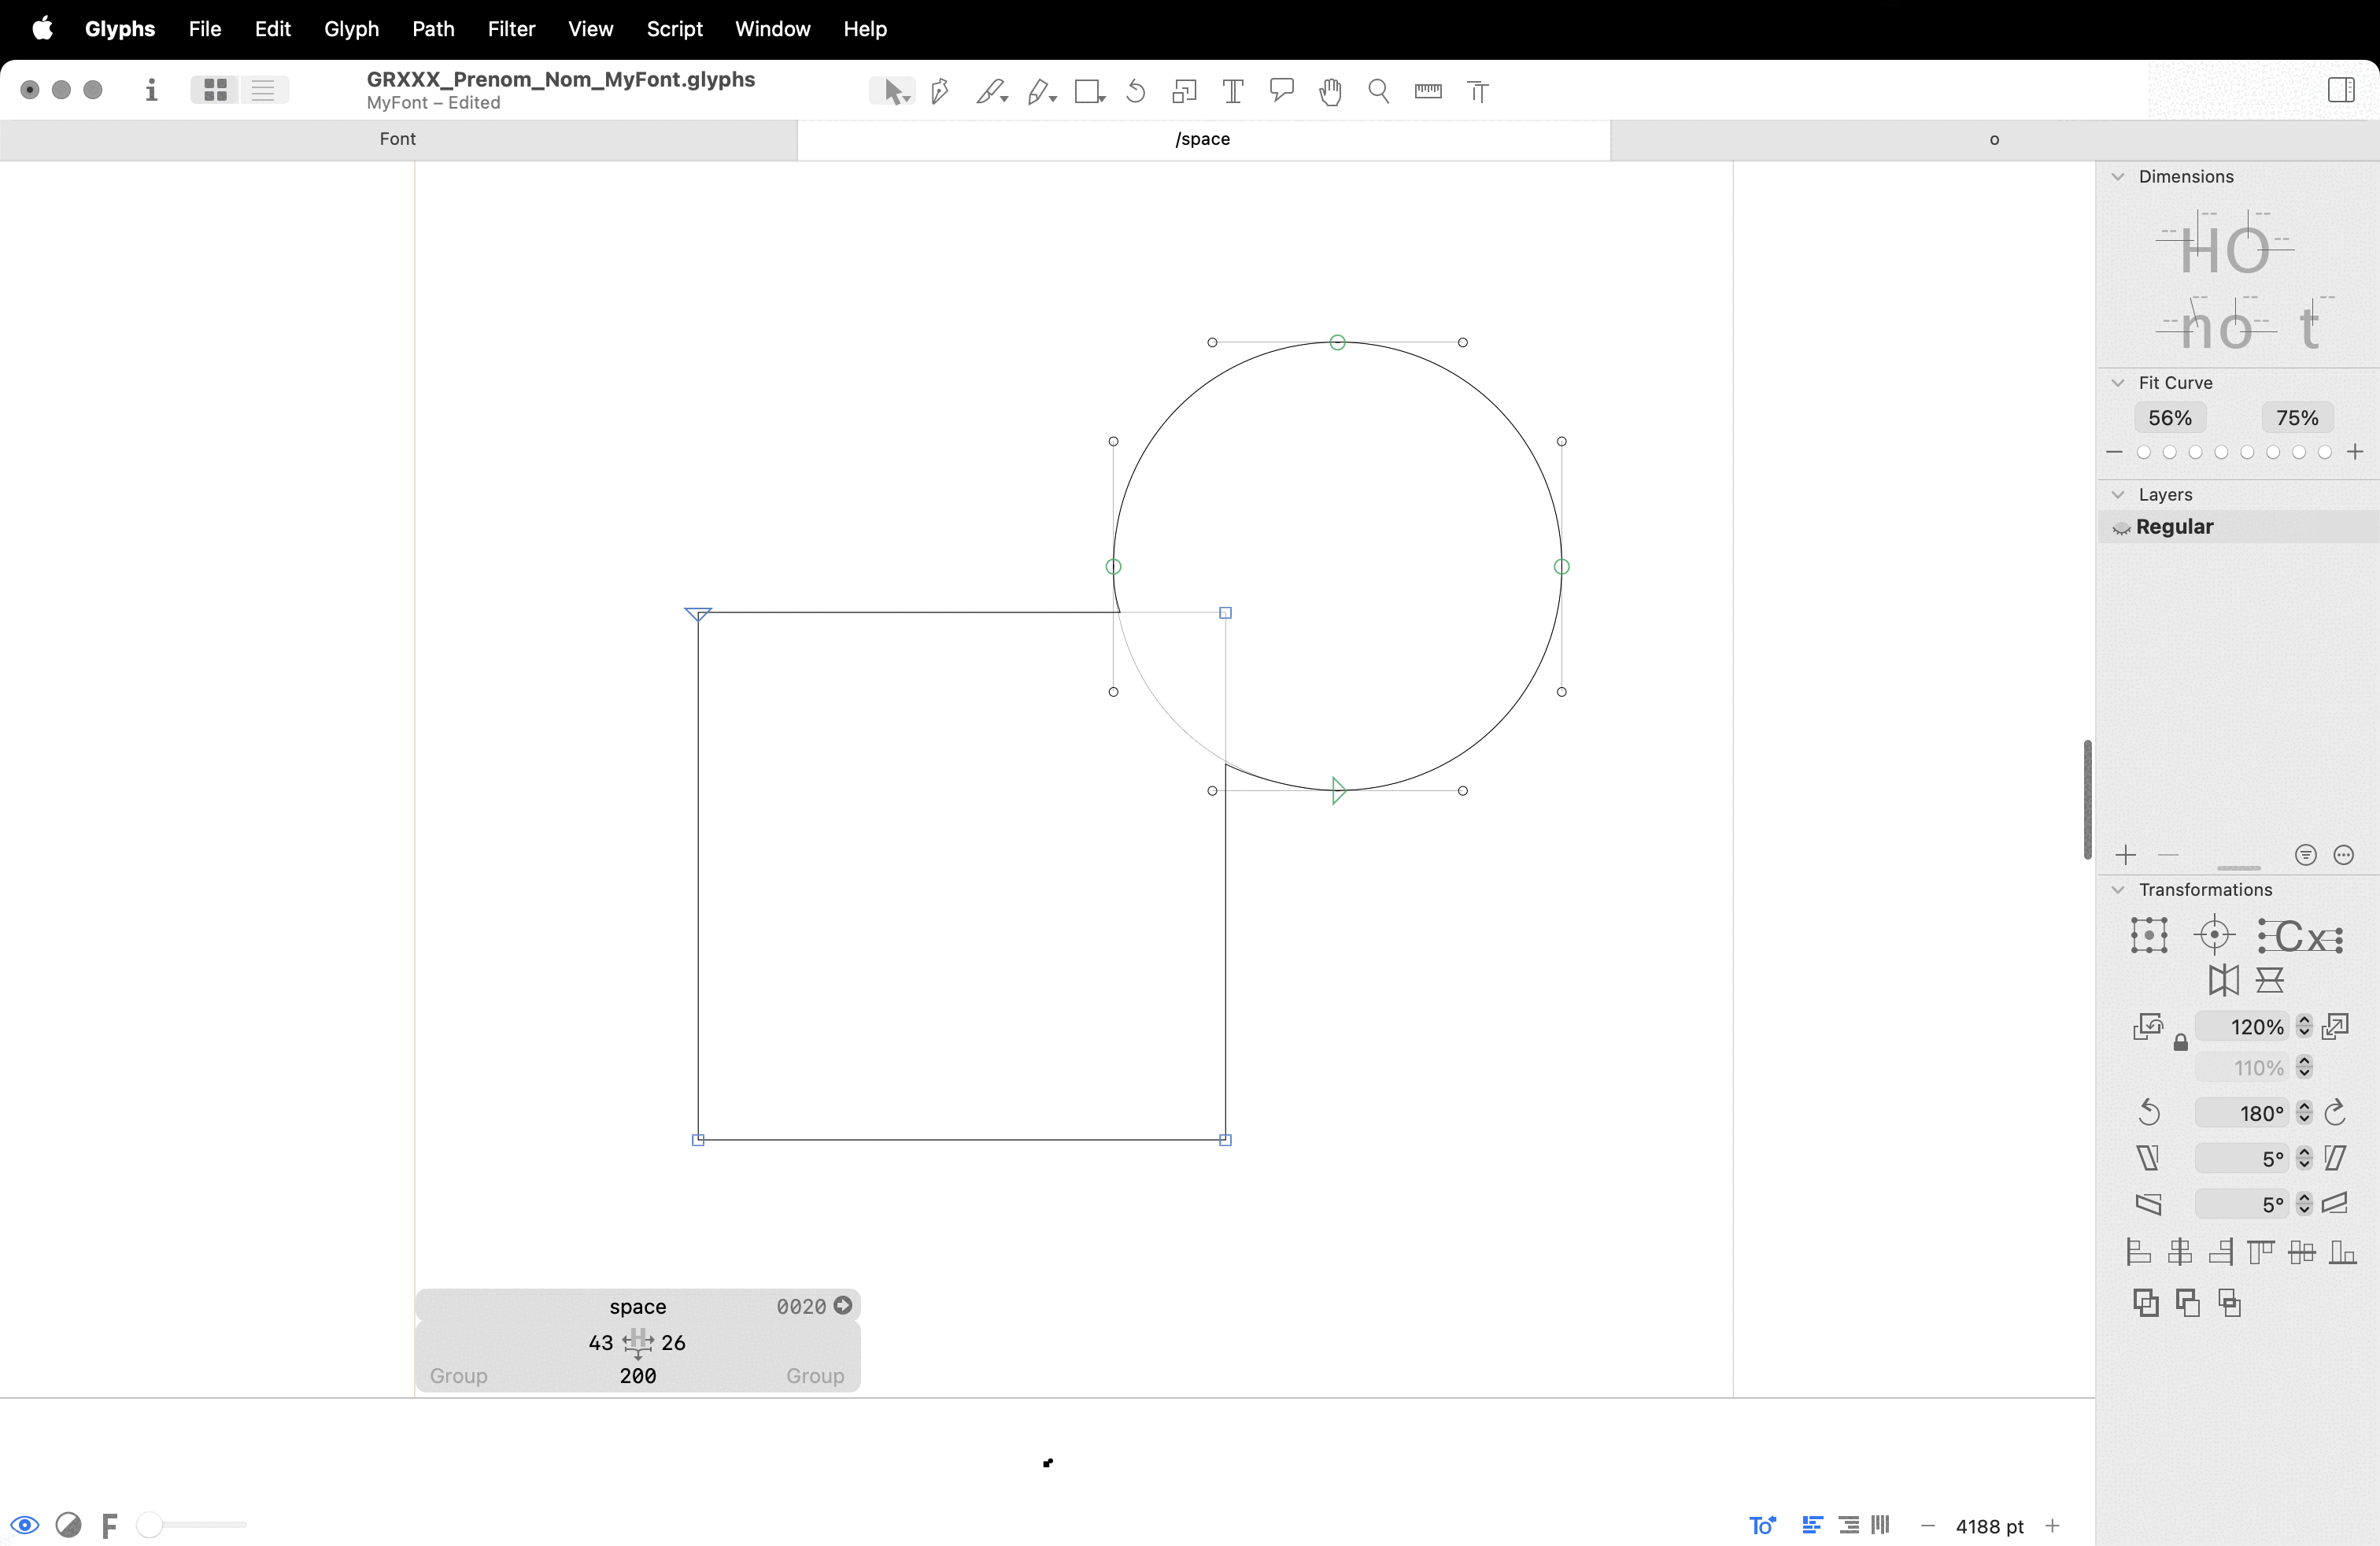 Glyphs File Edit Glyph Path Filter View Script Window Help
GRXXX_Prenom_Nom_MyFont.glyphs
MyFont – Edited
Font
/space
o
Dimensions
HO
no t
Fit Curve
56% 75%
Layers
Regular
Transformations
Cx
120%
110%
180°
5°
5°
space 0020
43 H 26
Group 200 Group
F
To
4188 pt